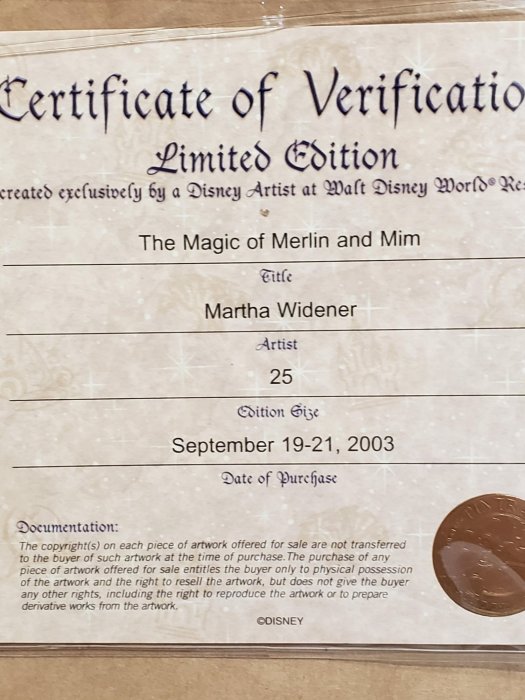 Certificate of Verificatio
Limited Edition
created exclusively by a Disney Artist at Walt Disney World® Re
The Magic of Merlin and Mim
Title
Martha Widener
Artist
25
Edition Size
September 19-21, 2003
Date of Purchase
Documentation:
The copyright(s) on each piece of artwork offered for sale are not transferred
to the buyer of such artwork at the time of purchase. The purchase of any
piece of artwork offered for sale entitles the buyer only to physical possession
of the artwork and the right to resell the artwork, but does not give the buyer
any other rights, including the right to reproduce the artwork or to prepare
derivative works from the artwork.
©DISNEY